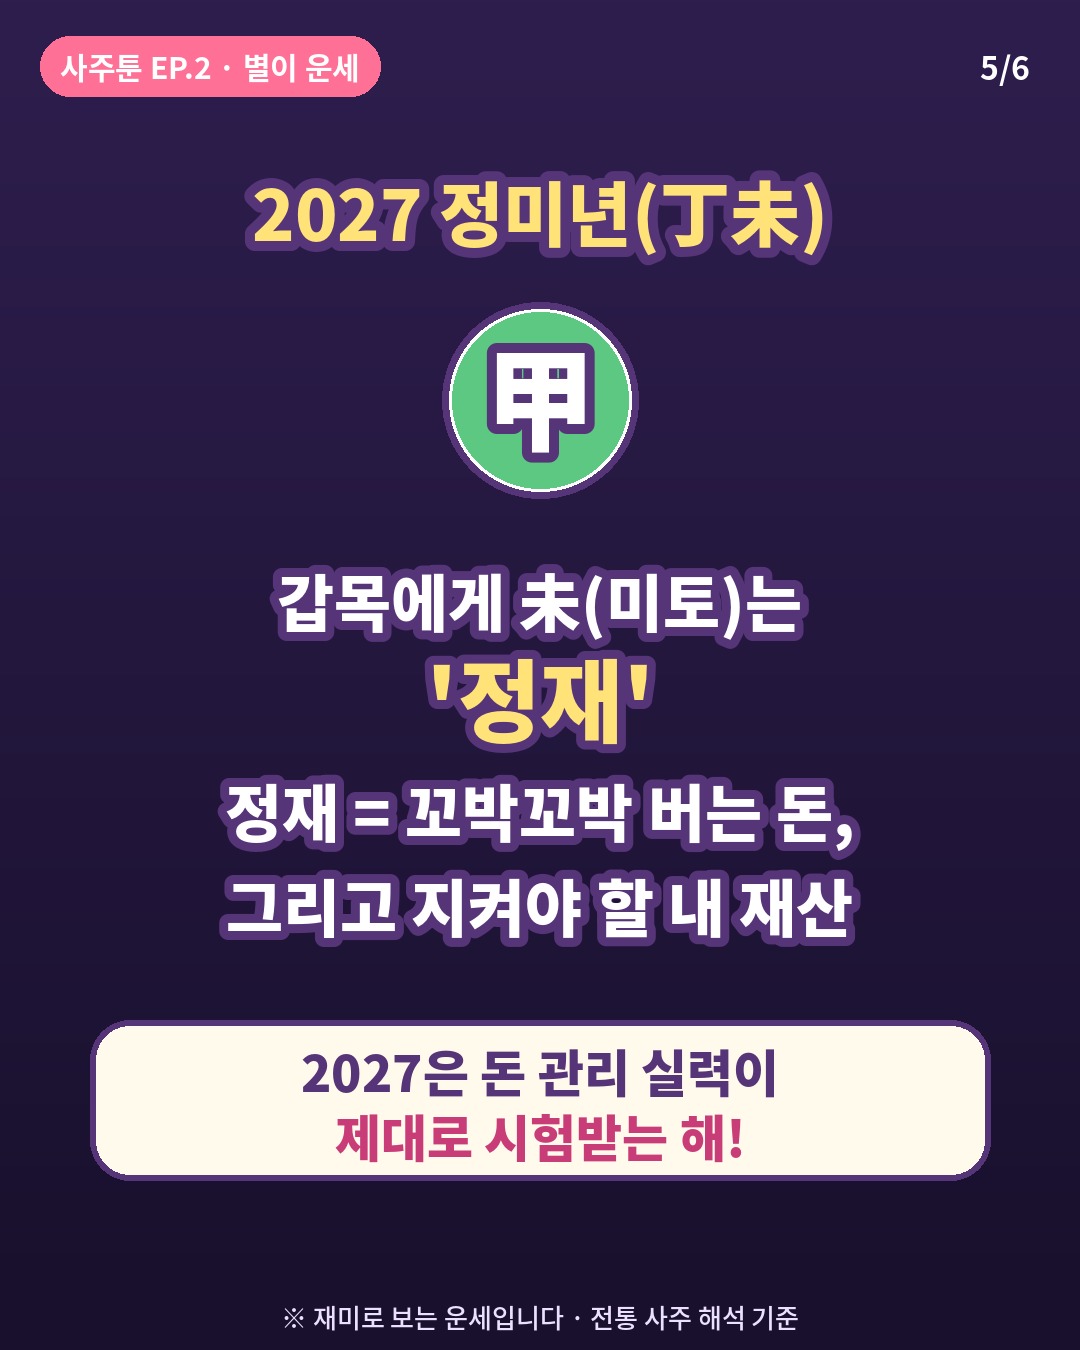 사주툰 EP.2 · 별이 운세
5/6
2027 정미년(丁未)
甲
갑목에게 未(미토)는
'정재'
정재 = 꼬박꼬박 버는 돈,
그리고 지켜야 할 내 재산
2027은 돈 관리 실력이
제대로 시험받는 해!
※ 재미로 보는 운세입니다 · 전통 사주 해석 기준